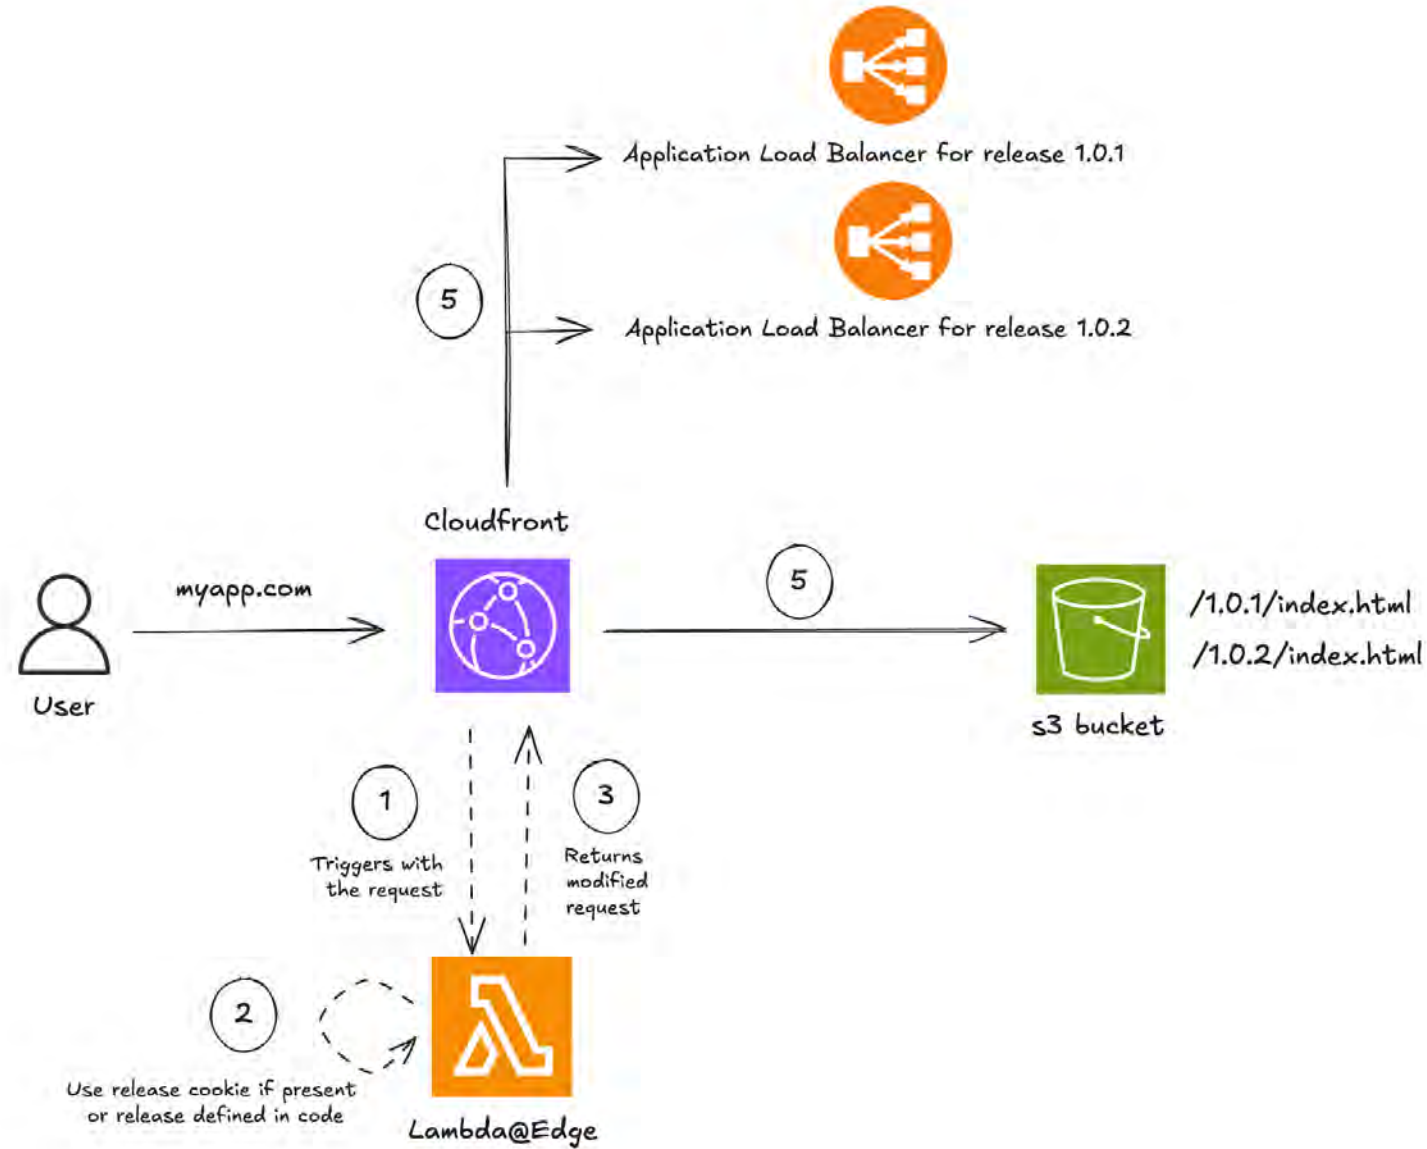 Application Load Balancer for release 1.0.1
5
Application Load Balancer for release 1.0.2
Cloudfront
myapp.com
5
/1.0.1/index.html
/1.0.2/index.html
User
s3 bucket
1
3
Triggers with
the request
Returns
modified
request
2
Use release cookie if present
or release defined in code
Lambda@Edge